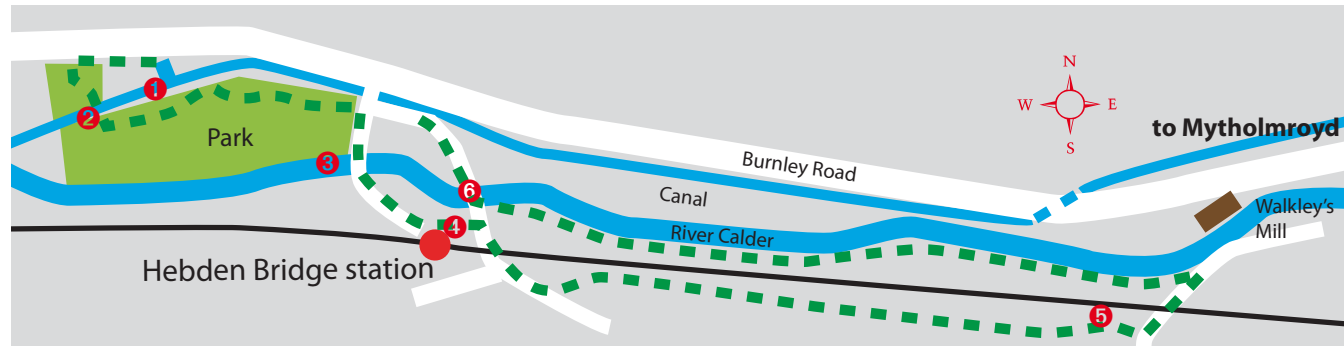 N
W E
S
to Mytholmroyd
1
2
Park
Burnley Road
3
6
Canal
Walkley's
Mill
4
River Calder
Hebden Bridge station
5